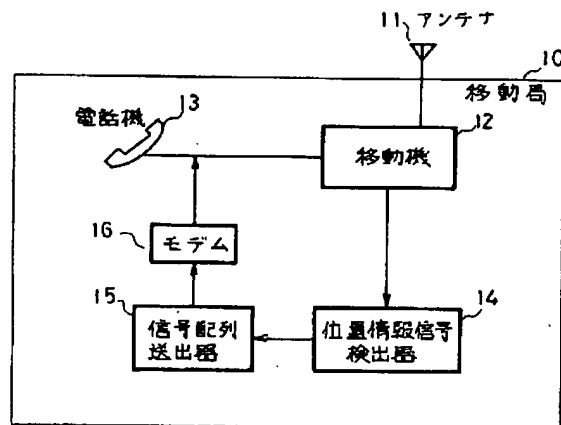 11 アンテナ
10
移動局
電話機
13
12
移動機
16
モデム
15
信号配列
送出器
14
位置情報信号
検出器